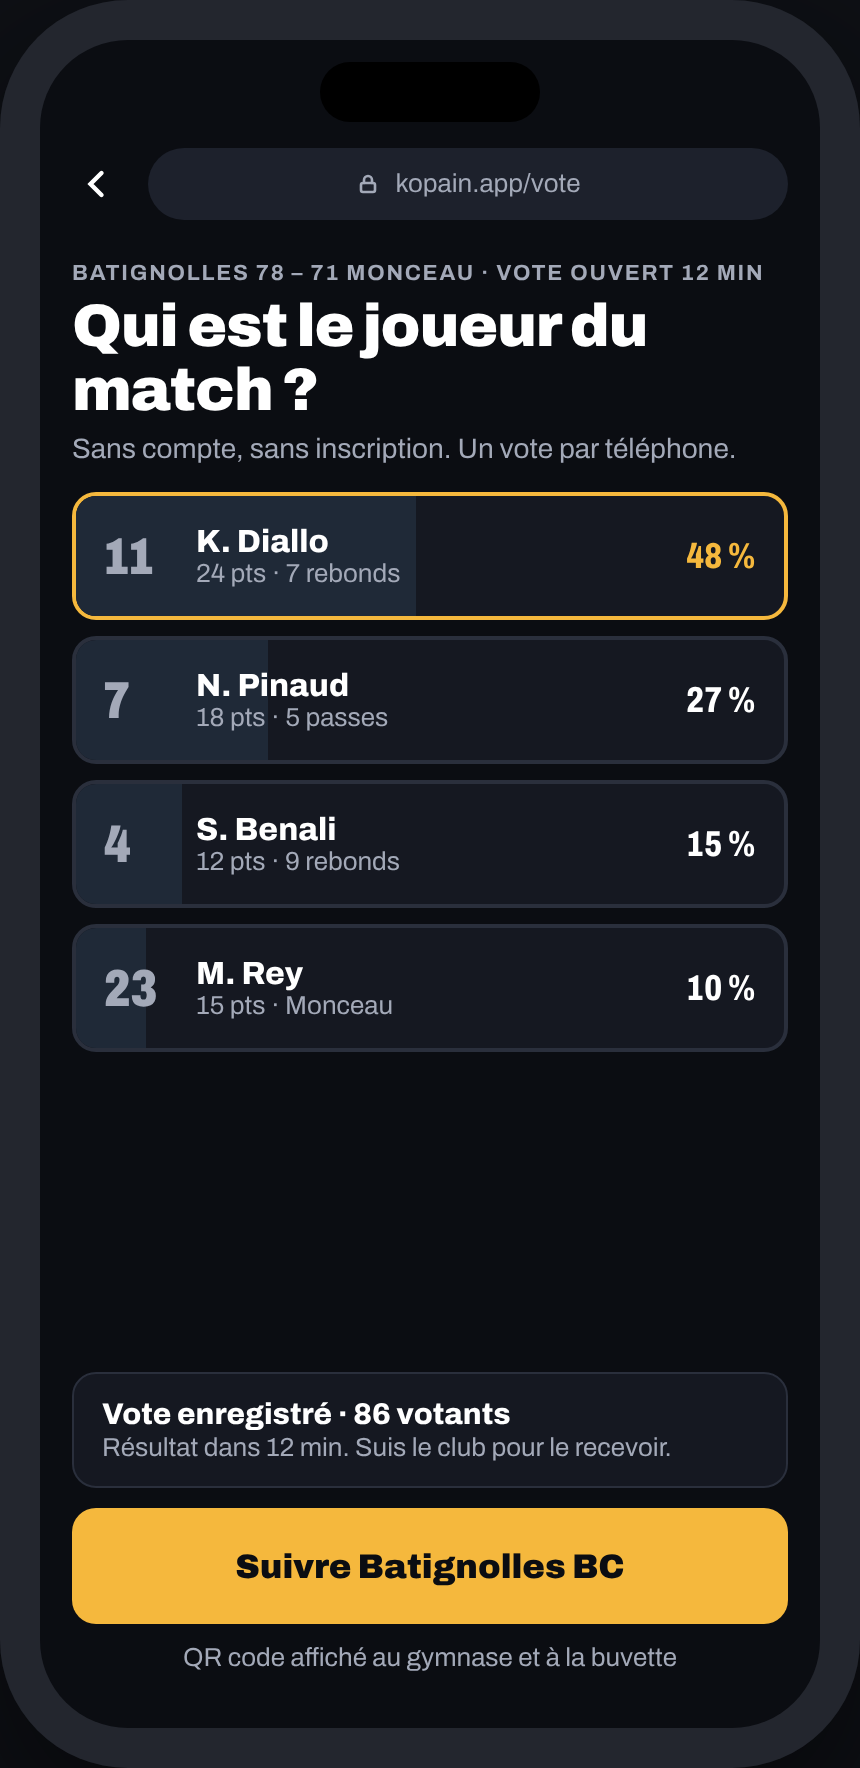 kopain.app/vote
BATIGNOLLES 78 – 71 MONCEAU · VOTE OUVERT 12 MIN
Qui est le joueur du
match ?
Sans compte, sans inscription. Un vote par téléphone.
11
K. Diallo
24 pts · 7 rebonds
48 %
7
N. Pinaud
18 pts · 5 passes
27 %
4
S. Benali
12 pts · 9 rebonds
15 %
23
M. Rey
15 pts · Monceau
10 %
Vote enregistré · 86 votants
Résultat dans 12 min. Suis le club pour le recevoir.
Suivre Batignolles BC
QR code affiché au gymnase et à la buvette